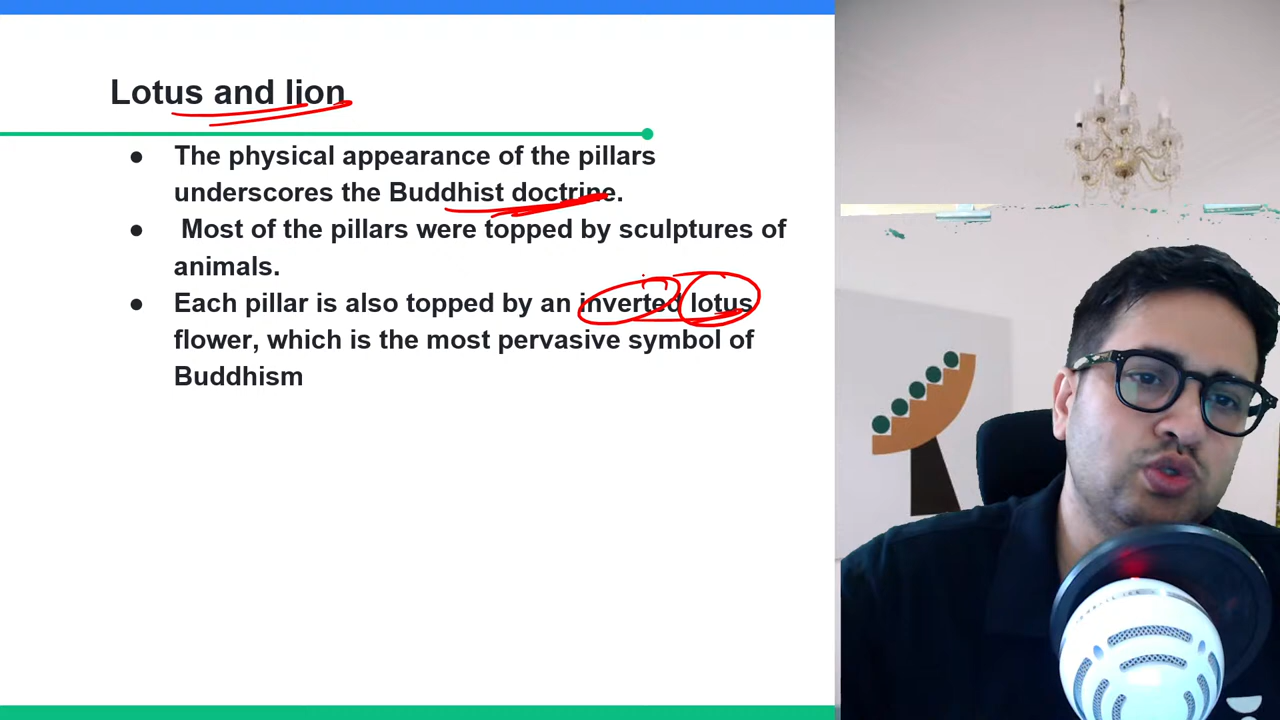 Lotus and lion
● The physical appearance of the pillars
underscores the Buddhist doctrine.
● Most of the pillars were topped by sculptures of
animals.
● Each pillar is also topped by an inverted lotus
flower, which is the most pervasive symbol of
Buddhism